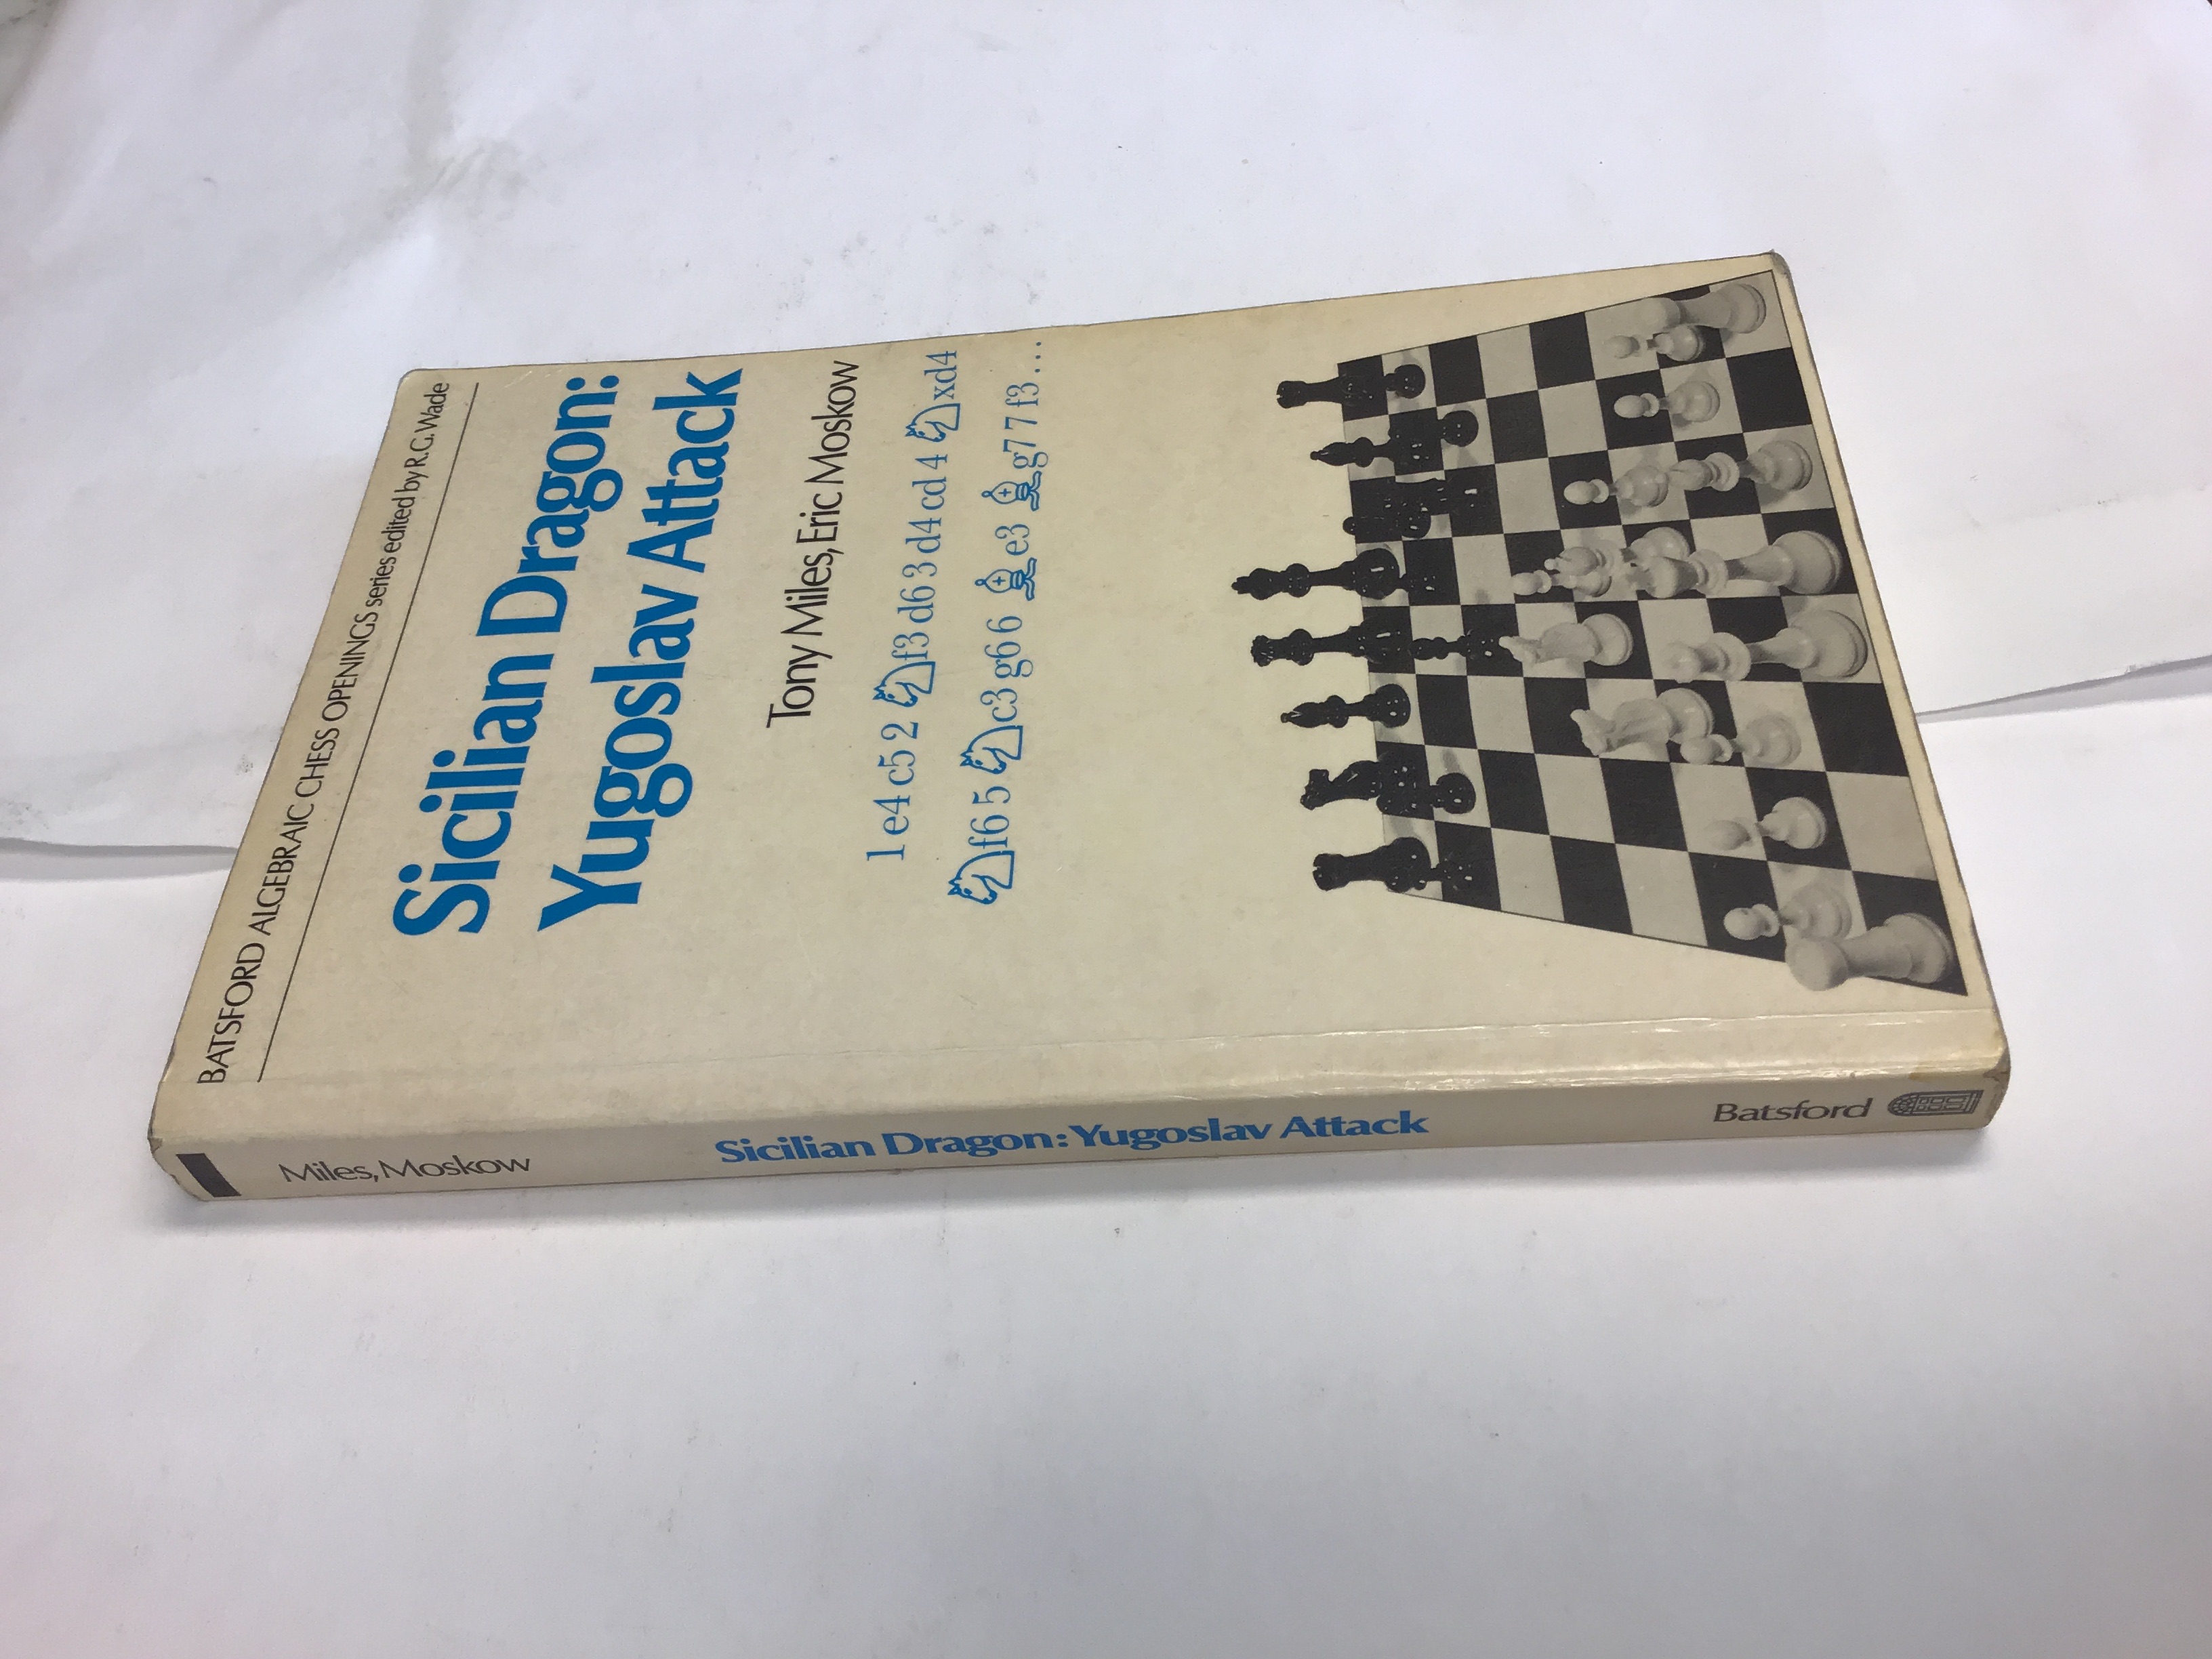 BATSFORD ALGEBRAIC CHESS OPENINGS series edited by R.G.Wade
Sicilian Dragon:
Yugoslav Attack
Tony Miles, Eric Moskow
1 e4 c5 2 ♘f3 d6 3 d4 cd 4 ♘xd4
♘f6 5 ♘c3 g6 6 ♗e3 ♗g7 7 f3...
Miles, Moskow
Sicilian Dragon: Yugoslav Attack
Batsford